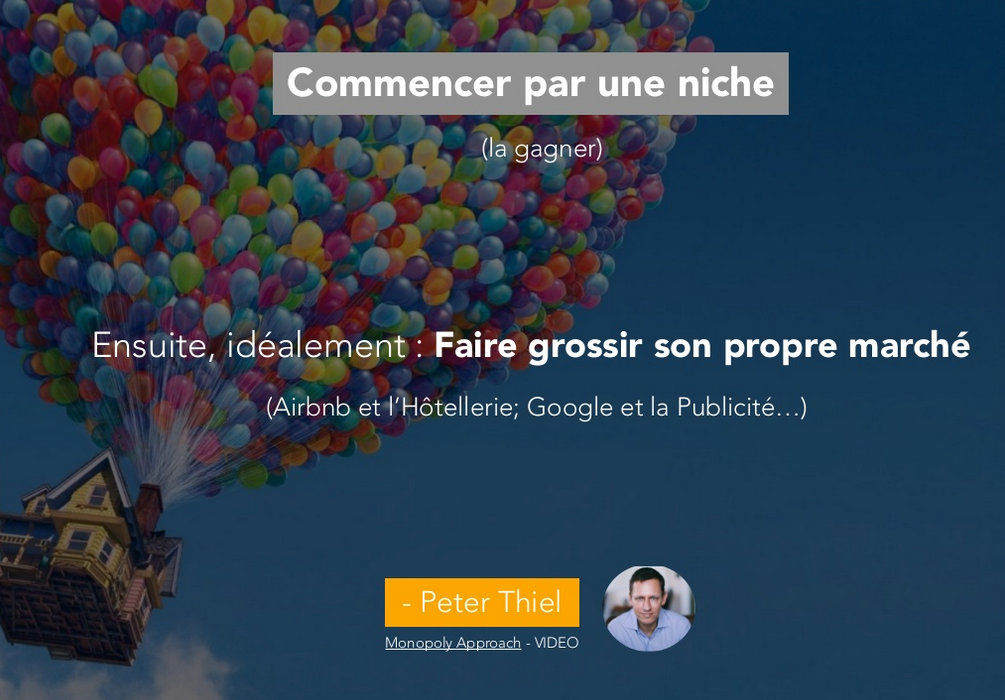 Commencer par une niche
(la gagner)
Ensuite, idéalement : Faire grossir son propre marché
(Airbnb et l’Hôtellerie; Google et la Publicité…)
- Peter Thiel
Monopoly Approach - VIDEO